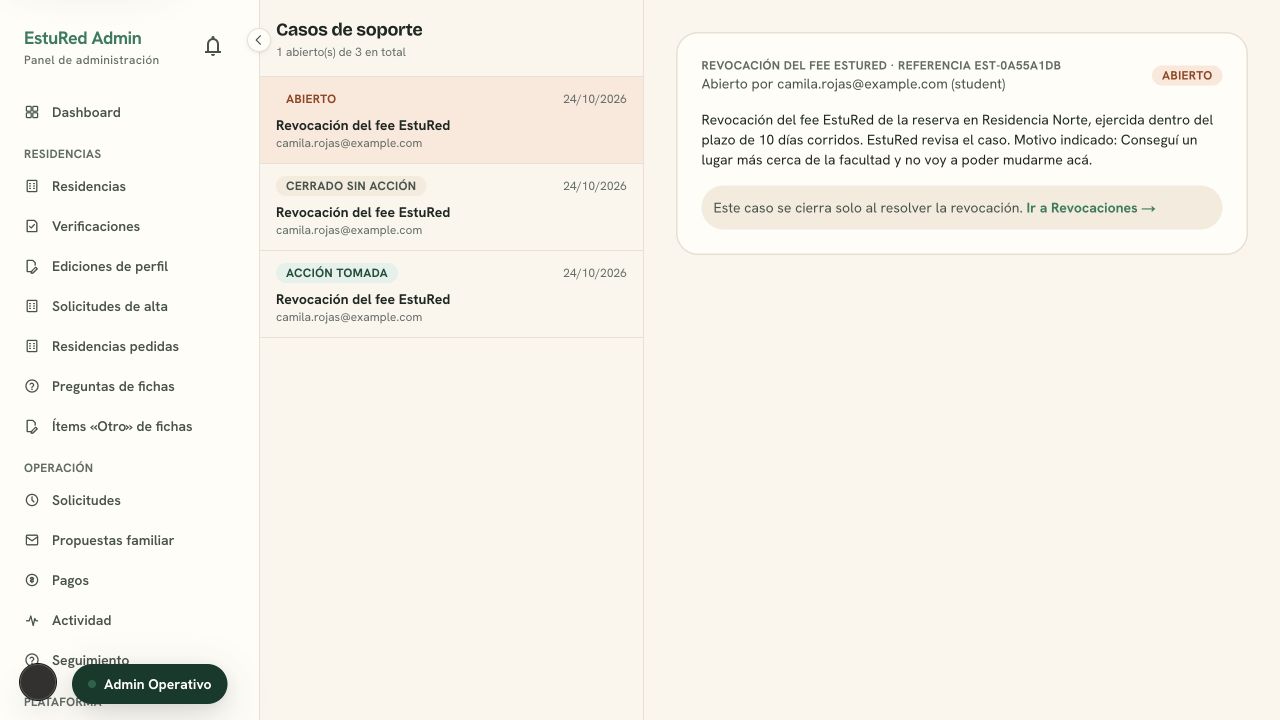 EstuRed Admin
Panel de administración
Dashboard
RESIDENCIAS
Residencias
Verificaciones
Ediciones de perfil
Solicitudes de alta
Residencias pedidas
Preguntas de fichas
Ítems «Otro» de fichas
OPERACIÓN
Solicitudes
Propuestas familiar
Pagos
Actividad
Seguimiento
Admin Operativo
PLATAFORMA
Casos de soporte
1 abierto(s) de 3 en total
ABIERTO 24/10/2026
Revocación del fee EstuRed
camila.rojas@example.com
CERRADO SIN ACCIÓN 24/10/2026
Revocación del fee EstuRed
camila.rojas@example.com
ACCIÓN TOMADA 24/10/2026
Revocación del fee EstuRed
camila.rojas@example.com
REVOCACIÓN DEL FEE ESTURED · REFERENCIA EST-0A55A1DB
Abierto por camila.rojas@example.com (student)
ABIERTO
Revocación del fee EstuRed de la reserva en Residencia Norte, ejercida dentro del
plazo de 10 días corridos. EstuRed revisa el caso. Motivo indicado: Conseguí un
lugar más cerca de la facultad y no voy a poder mudarme acá.
Este caso se cierra solo al resolver la revocación. Ir a Revocaciones →